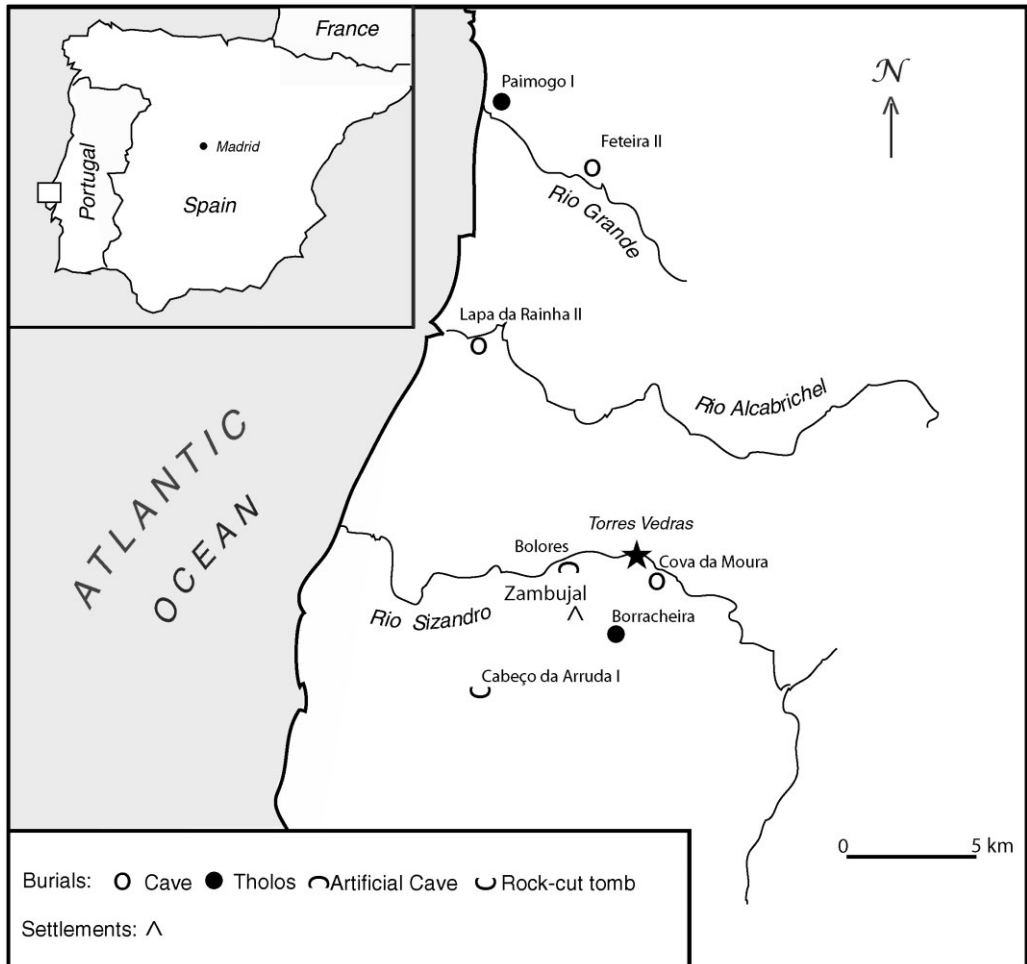 France
Madrid
Portugal
Spain
N
Paimogo I
Feteira II
Rio Grande
Lapa da Rainha II
Rio Alcabrichel
ATLANTIC
OCEAN
Torres Vedras
Bolores
Cova da Moura
Zambujal
Rio Sizandro
Borracheira
Cabeço da Arruda I
0 5 km
Burials: Cave Tholos Artificial Cave Rock-cut tomb
Settlements: